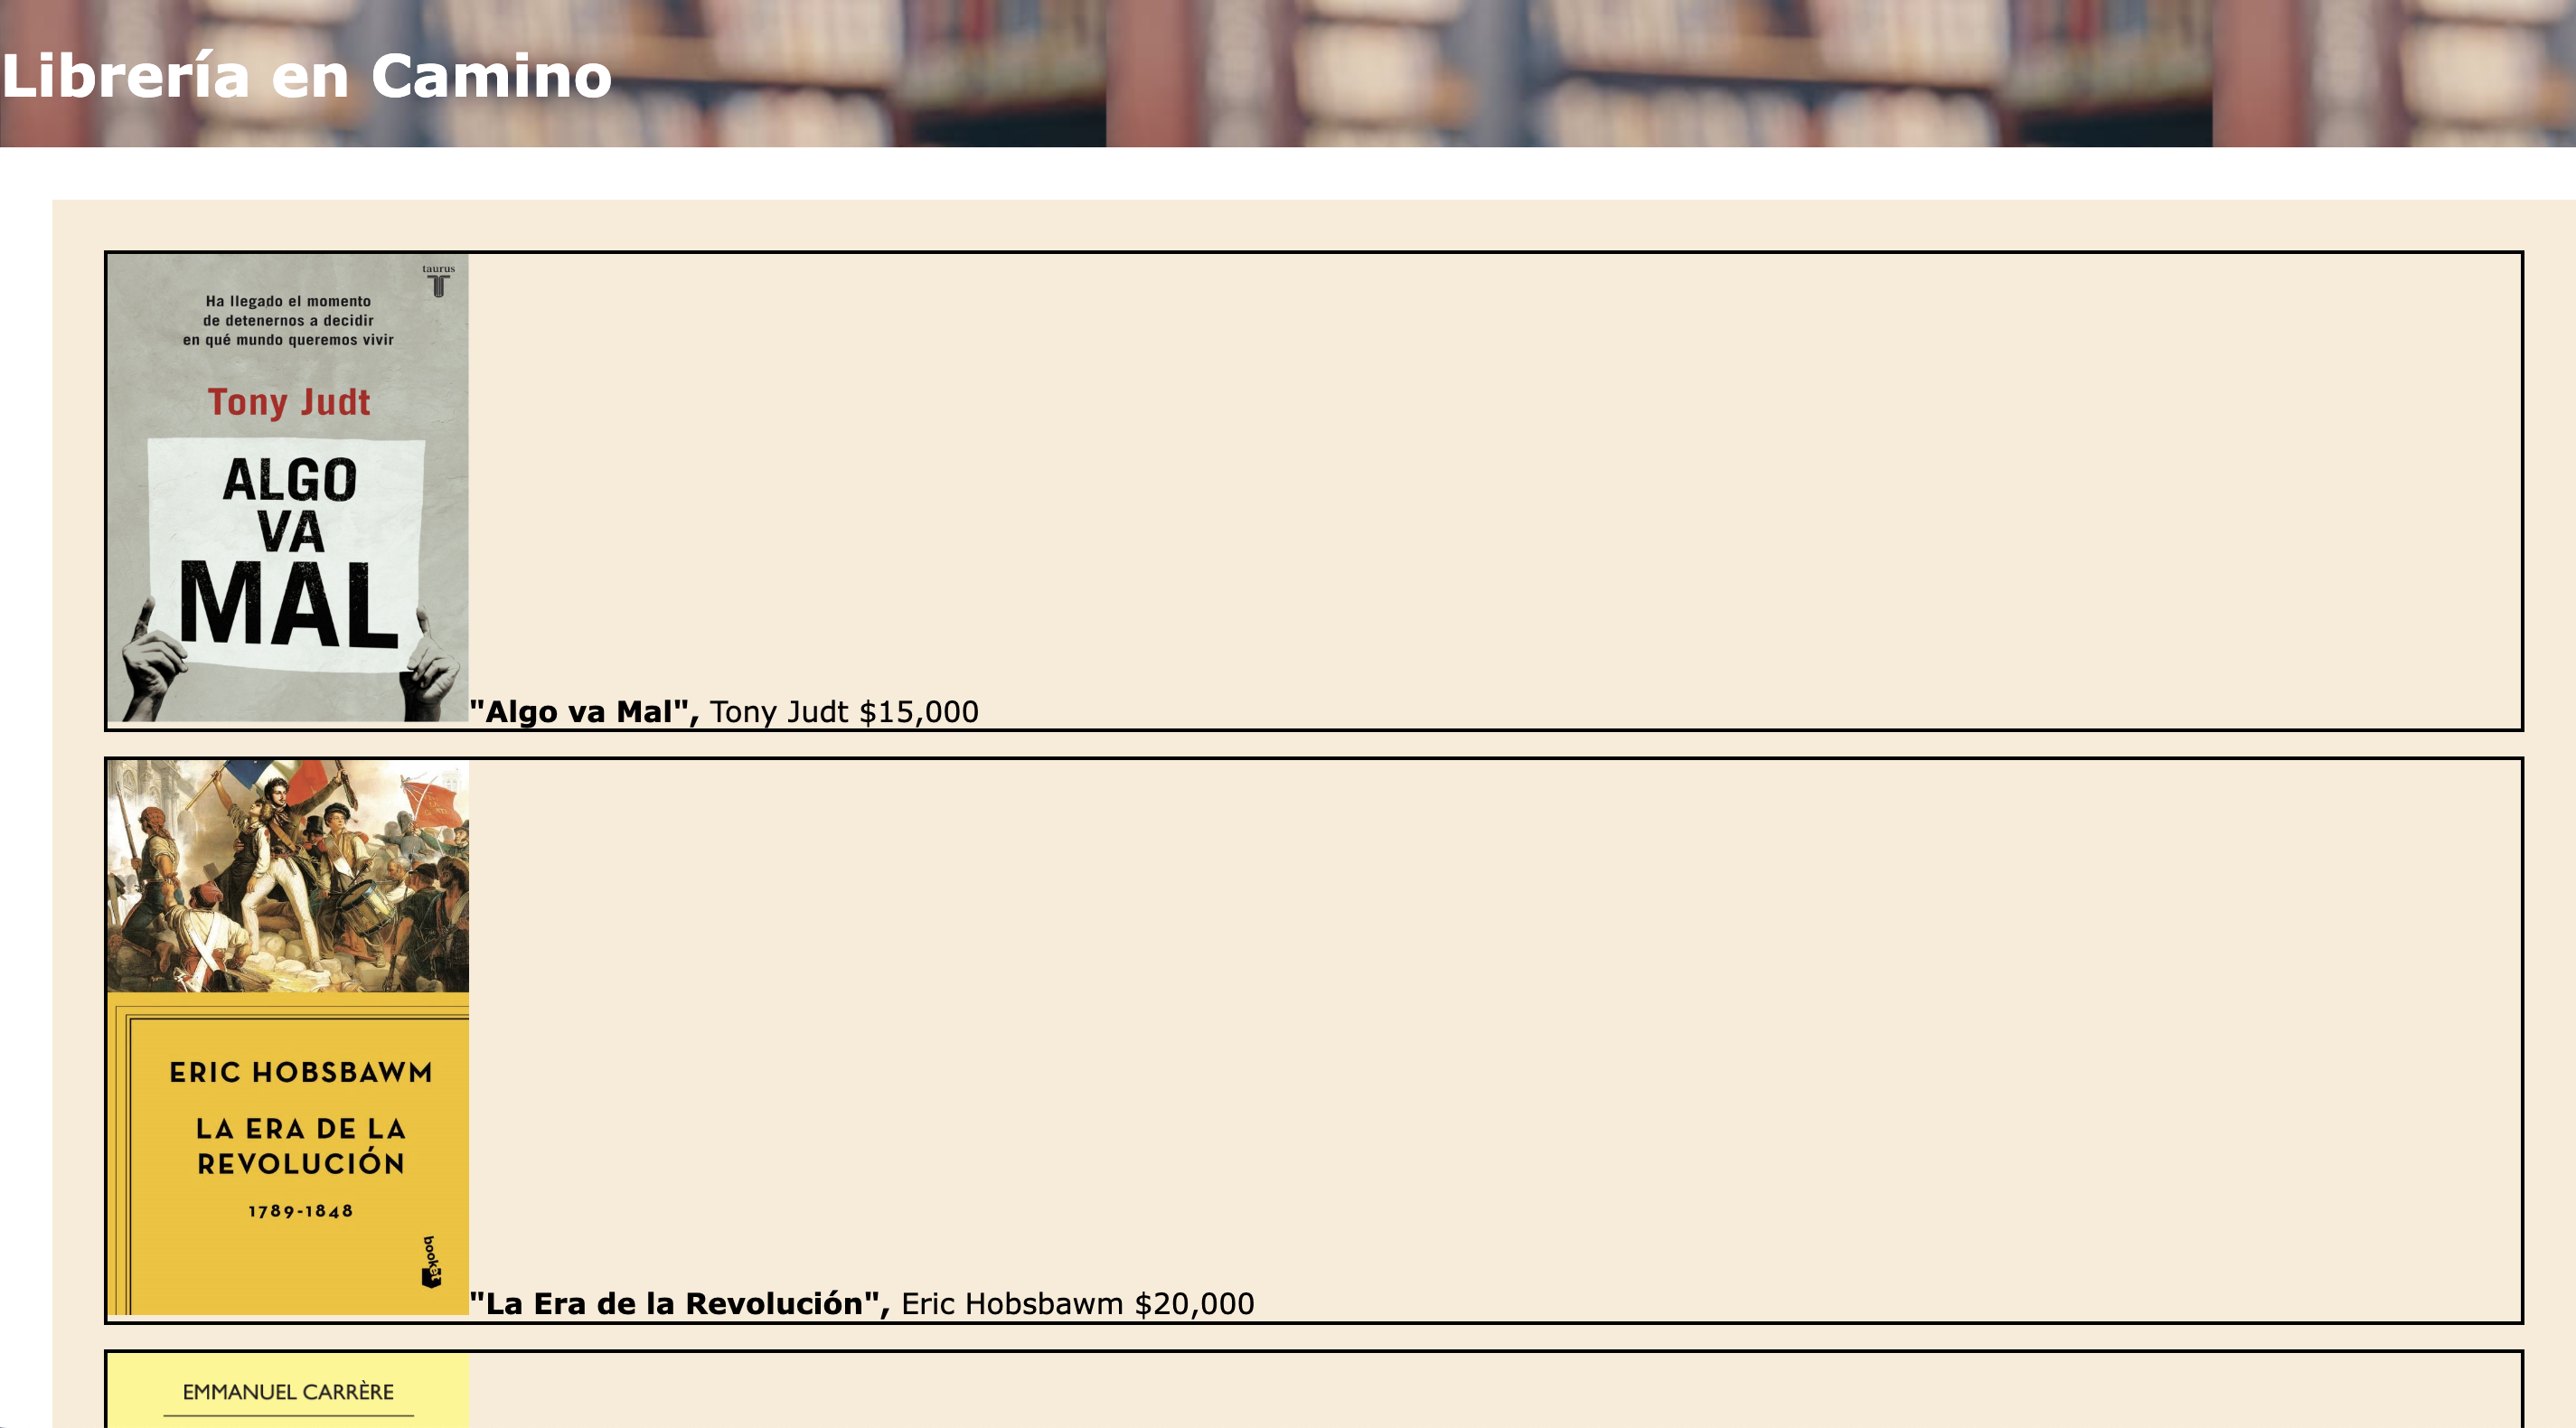 Librería en Camino
taurus
Ha llegado el momento
de detenernos a decidir
en qué mundo queremos vivir
Tony Judt
ALGO
VA
MAL
"Algo va Mal", Tony Judt $15,000
ERIC HOBSBAWM
LA ERA DE LA
REVOLUCIÓN
1789-1848
booket
"La Era de la Revolución", Eric Hobsbawm $20,000
EMMANUEL CARRÈRE